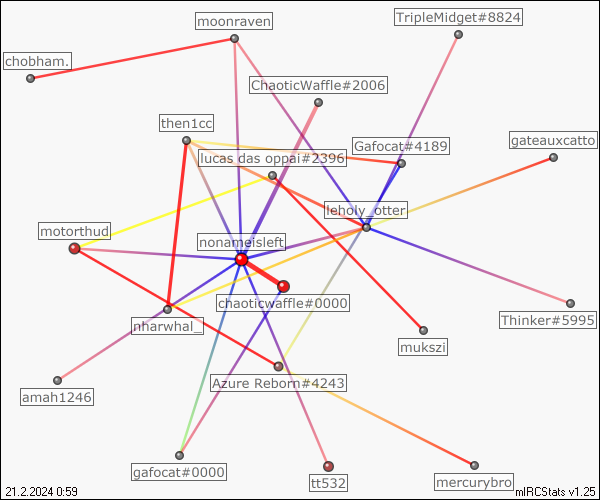 moonraven
TripleMidget#8824
chobham.
ChaoticWaffle#2006
then1cc
Gafocat#4189
gateauxcatto
lucas das oppai#2396
leholy_otter
motorthud
nonameisleft
chaoticwaffle#0000
nharwhal_
Thinker#5995
mukszi
Azure Reborn#4243
amah1246
gafocat#0000
tt532
mercurybro
21.2.2024 0:59
mIRCStats v1.25